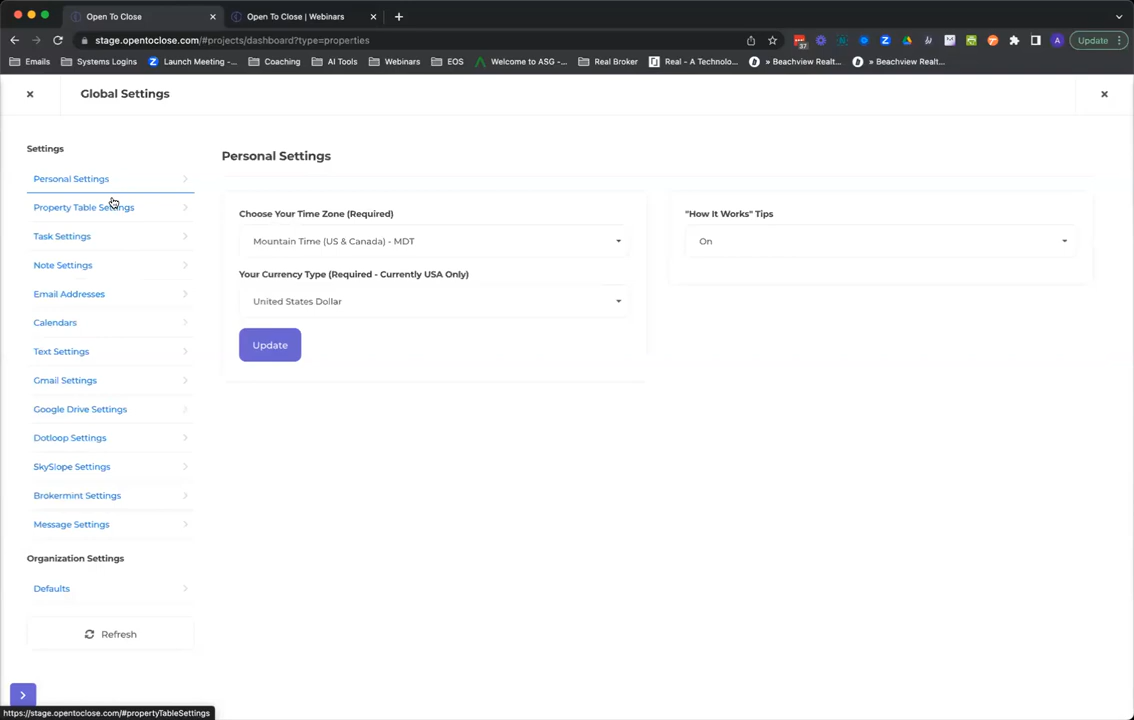 Open To Close
Open To Close | Webinars
stage.opentoclose.com/#projects/dashboard?type=properties
37
A
Update
Emails
Systems Logins
Launch Meeting -...
Coaching
AI Tools
Webinars
EOS
Welcome to ASG -...
Real Broker
Real - A Technolo...
» Beachview Realt...
» Beachview Realt...
Global Settings
Settings
Personal Settings
Property Table Settings
Task Settings
Note Settings
Email Addresses
Calendars
Text Settings
Gmail Settings
Google Drive Settings
Dotloop Settings
SkySlope Settings
Brokermint Settings
Message Settings
Organization Settings
Defaults
Refresh
Personal Settings
Choose Your Time Zone (Required)
Mountain Time (US & Canada) - MDT
Your Currency Type (Required - Currently USA Only)
United States Dollar
Update
"How It Works" Tips
On
https://stage.opentoclose.com/#propertyTableSettings